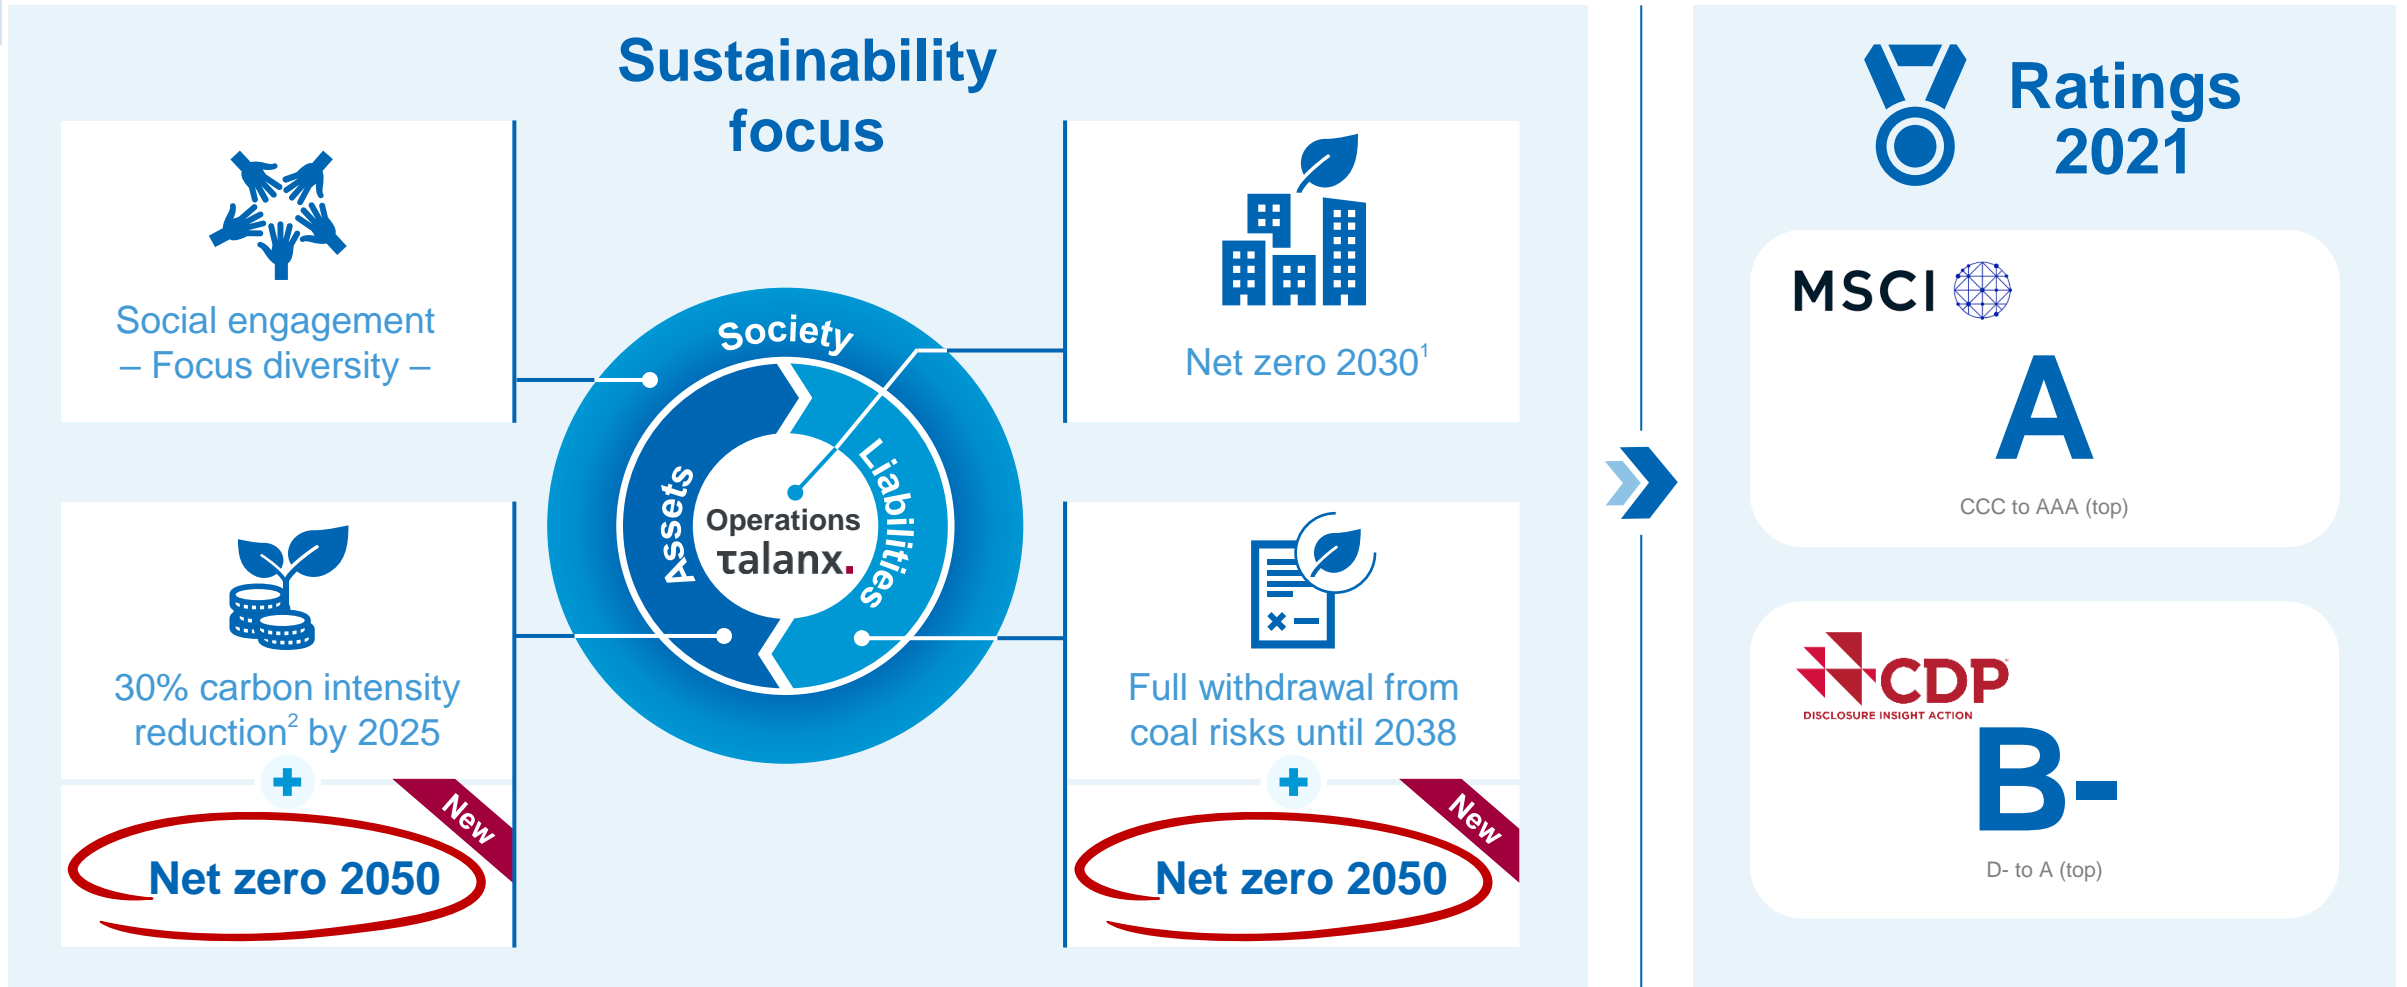 Sustainability
focus
Social engagement
– Focus diversity –
Net zero 2030¹
Society
Assets
Liabilities
Operations
talanx.
30% carbon intensity
reduction² by 2025
New
Net zero 2050
Full withdrawal from
coal risks until 2038
New
Net zero 2050
Ratings
2021
MSCI
A
CCC to AAA (top)
CDP
DISCLOSURE INSIGHT ACTION
B-
D- to A (top)